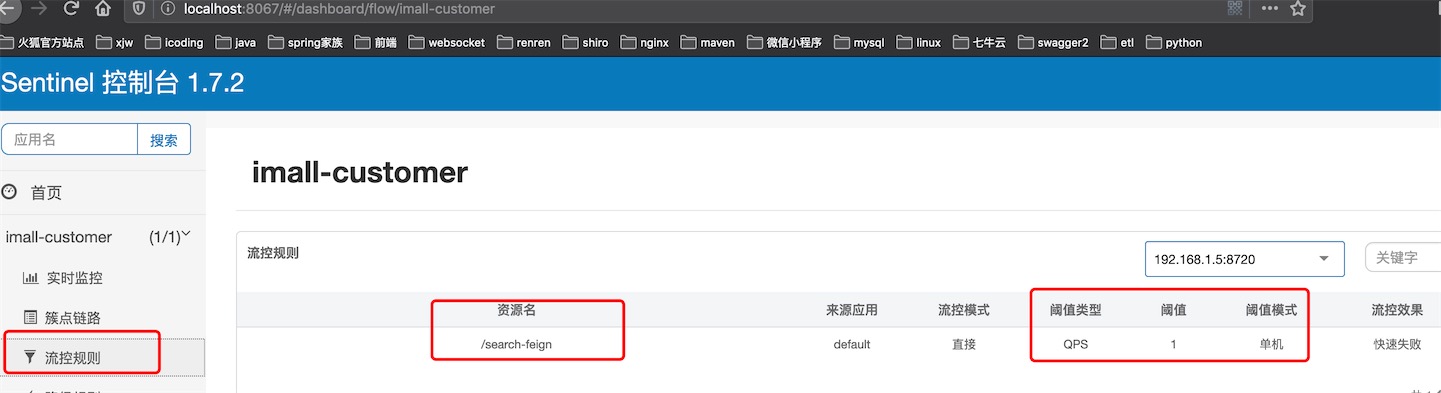 localhost:8067/#/dashboard/flow/imall-customer
火狐官方站点 xjw icoding java spring家族 前端 websocket renren shiro nginx maven 微信小程序 mysql linux 七牛云 swagger2 etl python
Sentinel 控制台 1.7.2
应用名 搜索
首页
imall-customer (1/1)
实时监控
簇点链路
流控规则
imall-customer
流控规则 192.168.1.5:8720 关键字
资源名 来源应用 流控模式 阈值类型 阈值 阈值模式 流控效果
/search-feign default 直接 QPS 1 单机 快速失败